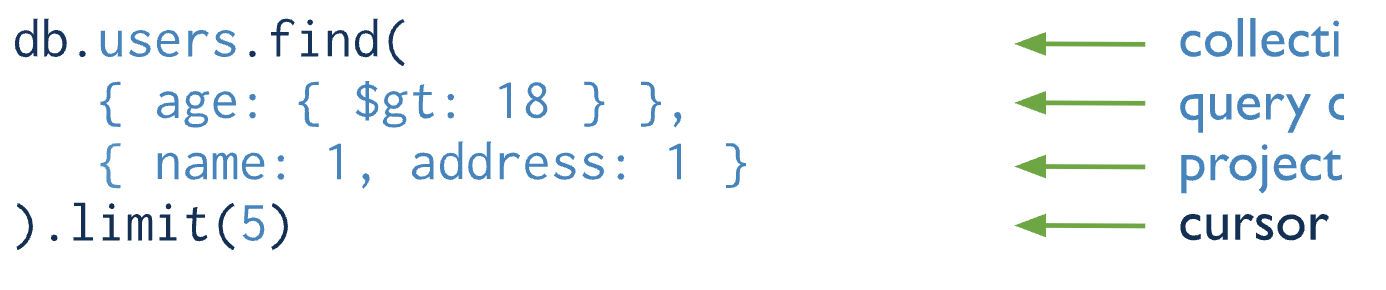 db.users.find( collecti
{ age: { $gt: 18 } }, query c
{ name: 1, address: 1 } project
).limit(5) cursor